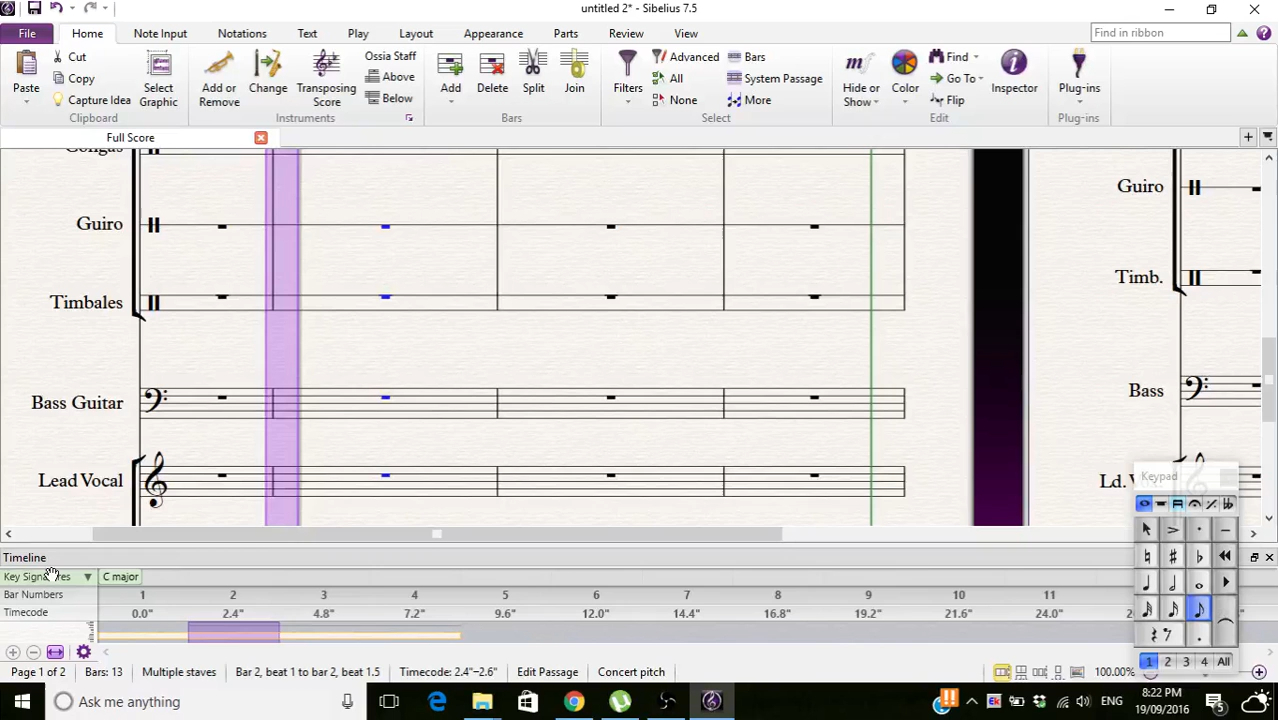 untitled 2* - Sibelius 7.5
File Home Note Input Notations Text Play Layout Appearance Parts Review View Find in ribbon
Paste Cut Copy Capture Idea Select Graphic Add or Remove Change Transposing Score Ossia Staff Above Below Add Delete Split Join Filters Advanced All None Bars System Passage More Hide or Show Color Find Go To Flip Inspector Plug-ins
Clipboard Instruments Bars Select Edit Plug-ins
Full Score
Congas
Guiro Guiro
Timbales Timb.
Bass Guitar Bass
Lead Vocal
Keypad
Timeline
Key Signatures C major
Bar Numbers 1 2 3 4 5 6 7 8 9 10 11
Timecode 0.0" 2.4" 4.8" 7.2" 9.6" 12.0" 14.4" 16.8" 19.2" 21.6" 24.0"
1 2 3 4 All
Page 1 of 2 Bars: 13 Multiple staves Bar 2, beat 1 to bar 2, beat 1.5 Timecode: 2.4"–2.6" Edit Passage Concert pitch 100.00%
Ask me anything ENG 8:22 PM 19/09/2016 5